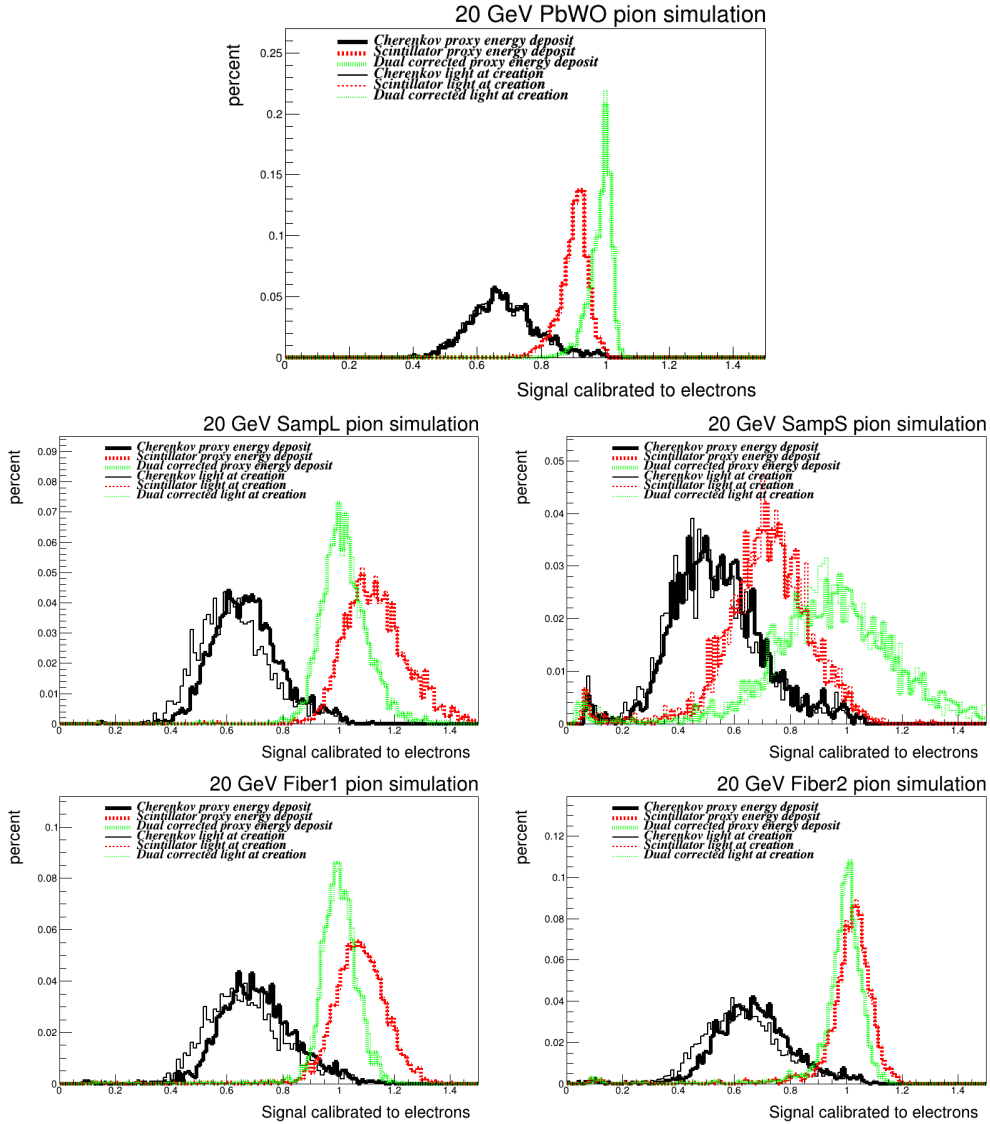 20 GeV PbWO pion simulation
percent
Cherenkov proxy energy deposit
Scintillator proxy energy deposit
Dual corrected proxy energy deposit
Cherenkov light at creation
Scintillator light at creation
Dual corrected light at creation
0.25
0.2
0.15
0.1
0.05
0
0 0.2 0.4 0.6 0.8 1 1.2 1.4
Signal calibrated to electrons
20 GeV SampL pion simulation
percent
Cherenkov proxy energy deposit
Scintillator proxy energy deposit
Dual corrected proxy energy deposit
Cherenkov light at creation
Scintillator light at creation
Dual corrected light at creation
0.09
0.08
0.07
0.06
0.05
0.04
0.03
0.02
0.01
0
0 0.2 0.4 0.6 0.8 1 1.2 1.4
Signal calibrated to electrons
20 GeV SampS pion simulation
percent
Cherenkov proxy energy deposit
Scintillator proxy energy deposit
Dual corrected proxy energy deposit
Cherenkov light at creation
Scintillator light at creation
Dual corrected light at creation
0.05
0.04
0.03
0.02
0.01
0
0 0.2 0.4 0.6 0.8 1 1.2 1.4
Signal calibrated to electrons
20 GeV Fiber1 pion simulation
percent
Cherenkov proxy energy deposit
Scintillator proxy energy deposit
Dual corrected proxy energy deposit
Cherenkov light at creation
Scintillator light at creation
Dual corrected light at creation
0.1
0.08
0.06
0.04
0.02
0
0 0.2 0.4 0.6 0.8 1 1.2 1.4
Signal calibrated to electrons
20 GeV Fiber2 pion simulation
percent
Cherenkov proxy energy deposit
Scintillator proxy energy deposit
Dual corrected proxy energy deposit
Cherenkov light at creation
Scintillator light at creation
Dual corrected light at creation
0.12
0.1
0.08
0.06
0.04
0.02
0
0 0.2 0.4 0.6 0.8 1 1.2 1.4
Signal calibrated to electrons